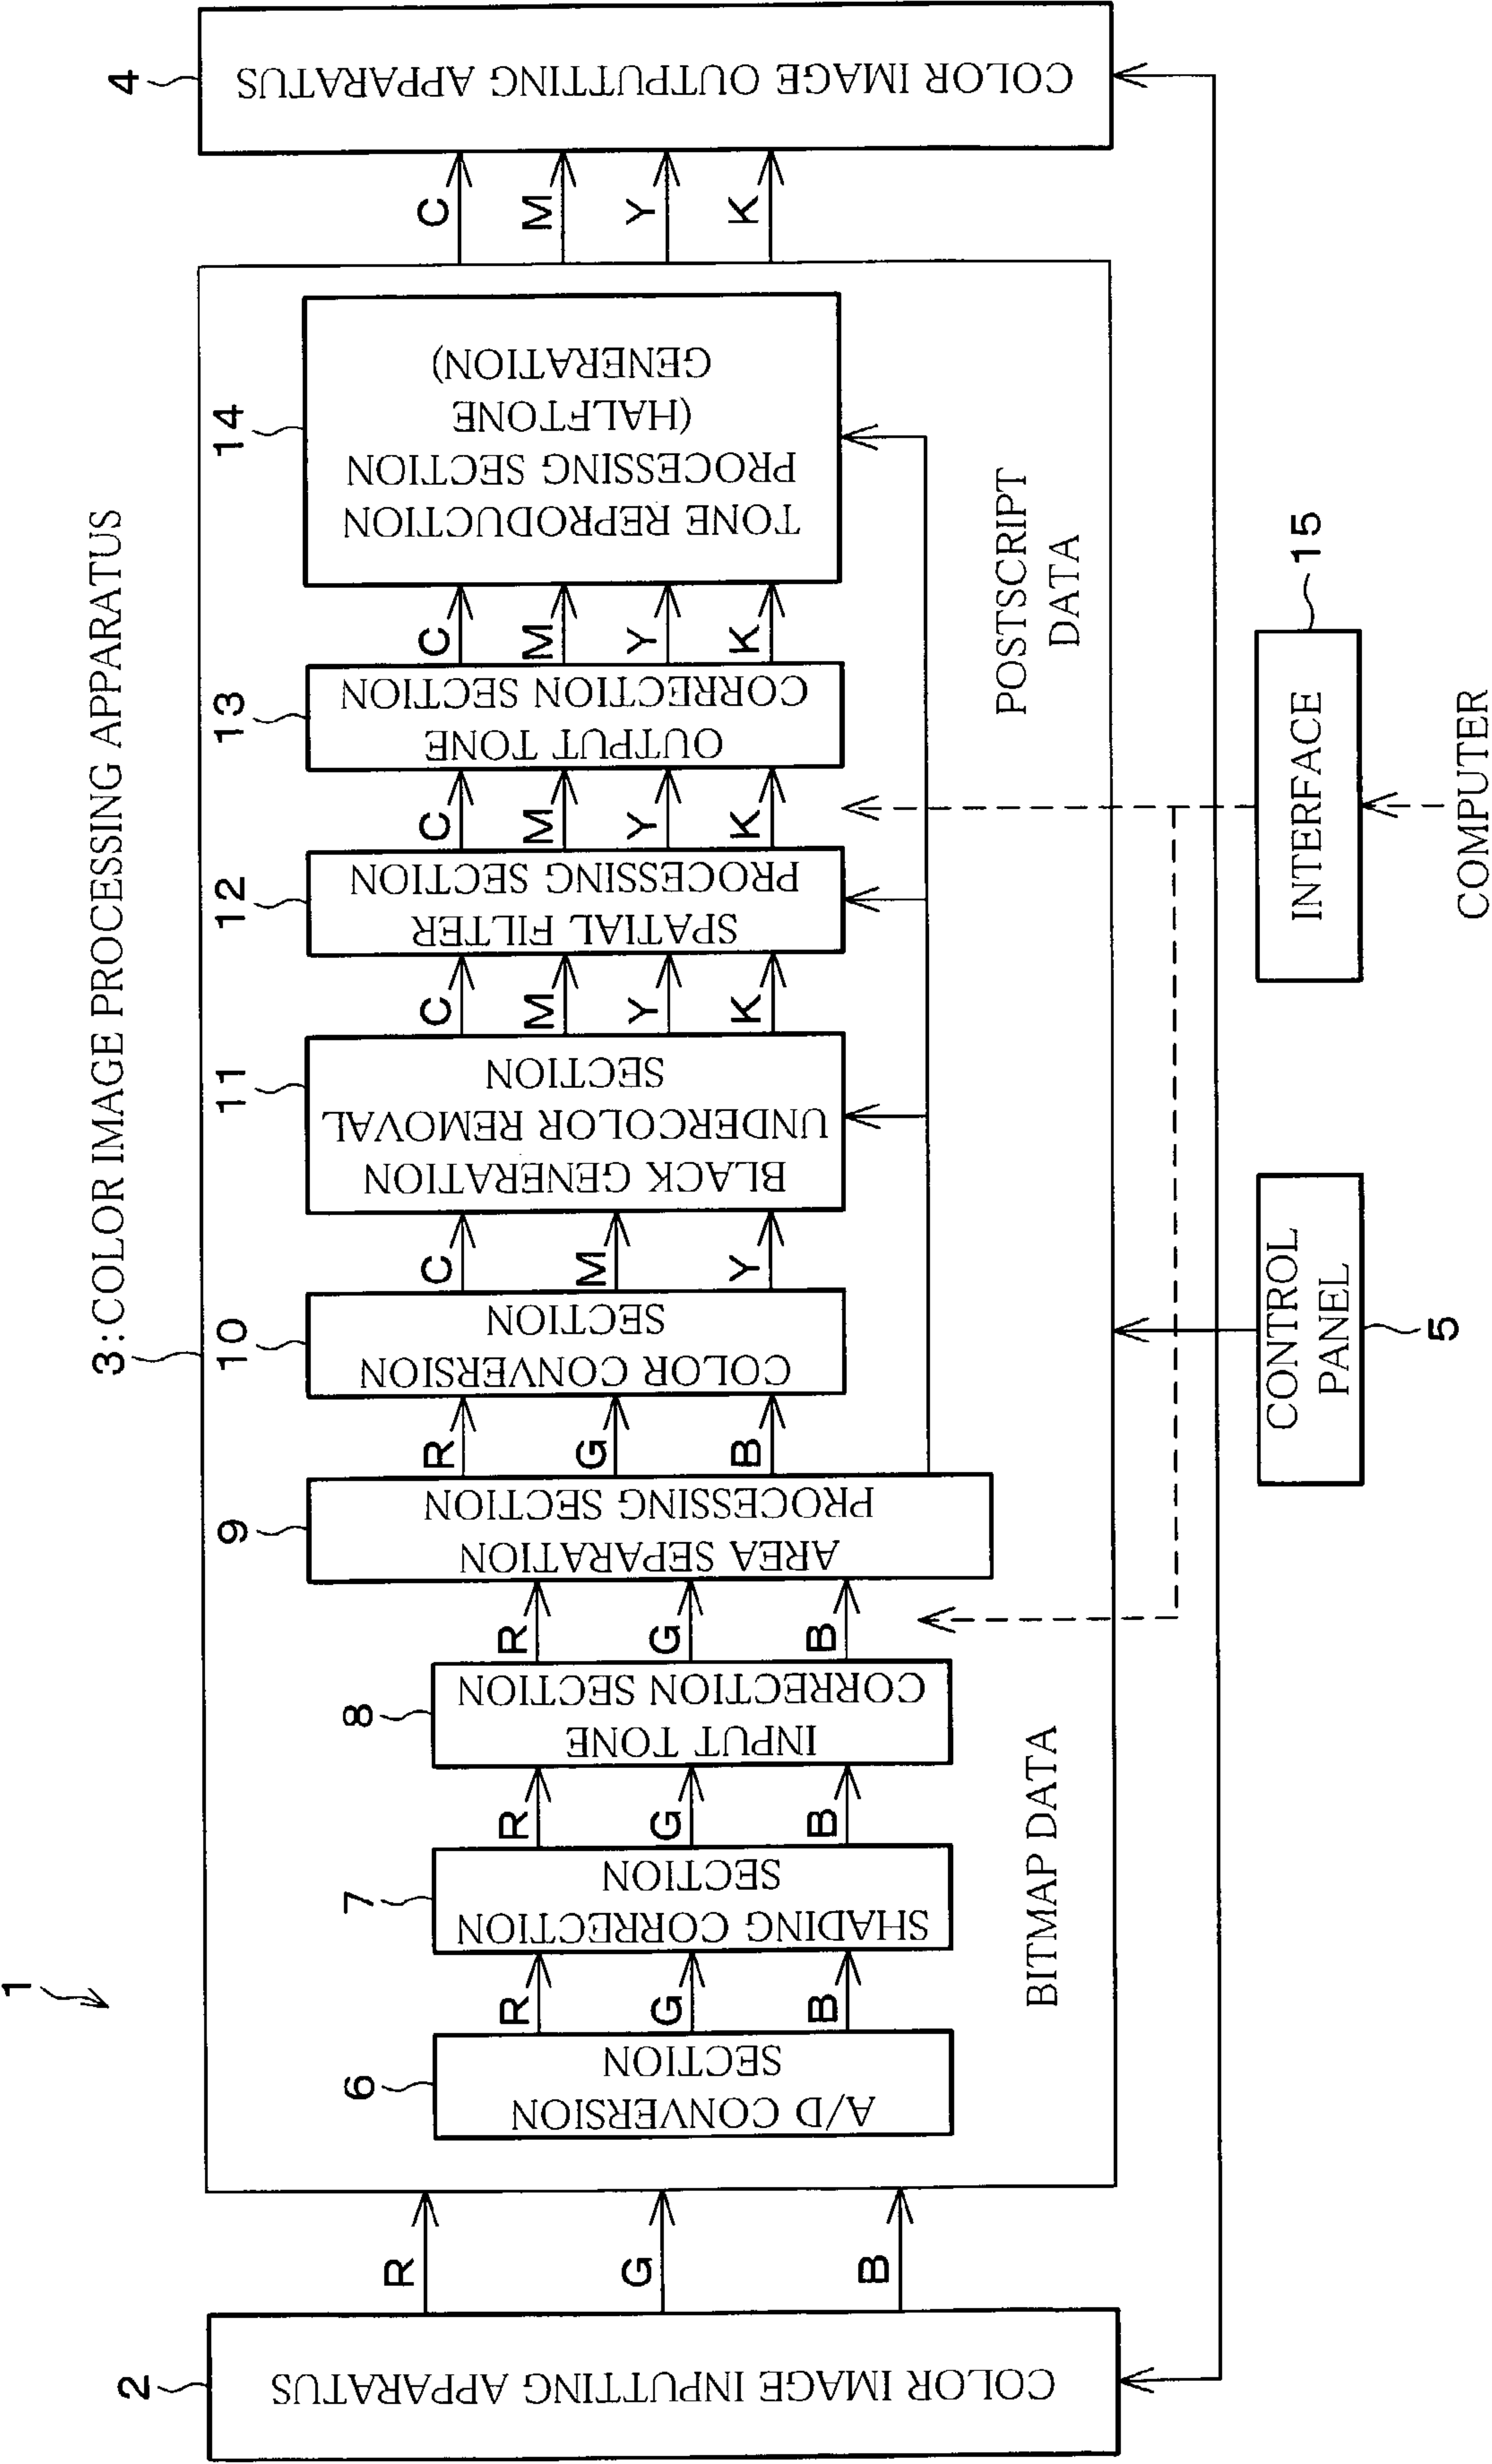 1
3:COLOR IMAGE PROCESSING APPARATUS
2
COLOR IMAGE INPUTTING APPARATUS
R
G
B
6
A/D CONVERSION
SECTION
R
G
B
7
SHADING CORRECTION
SECTION
R
G
B
8
INPUT TONE
CORRECTION SECTION
R
G
B
9
AREA SEPARATION
PROCESSING SECTION
R
G
B
10
COLOR CONVERSION
SECTION
C
M
Y
11
BLACK GENERATION
UNDERCOLOR REMOVAL
SECTION
C
M
Y
K
12
SPATIAL FILTER
PROCESSING SECTION
C
M
Y
K
13
OUTPUT TONE
CORRECTION SECTION
C
M
Y
K
14
TONE REPRODUCTION
PROCESSING SECTION
(HALFTONE
GENERATION)
C
M
Y
K
4
COLOR IMAGE OUTPUTTING APPARATUS
BITMAP DATA
POSTSCRIPT
DATA
CONTROL
PANEL
5
INTERFACE
15
COMPUTER